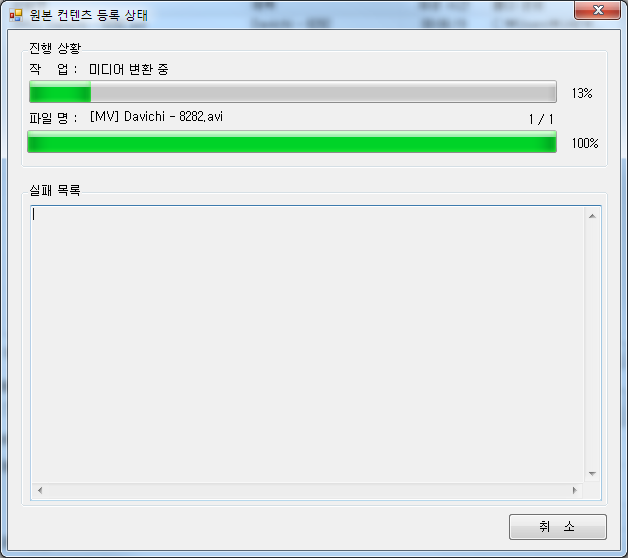 원본 컨텐츠 등록 상태
진행 상황
작 업 : 미디어 변환 중
13%
파일 명 : [MV] Davichi - 8282.avi 1 / 1
100%
실패 목록
취 소